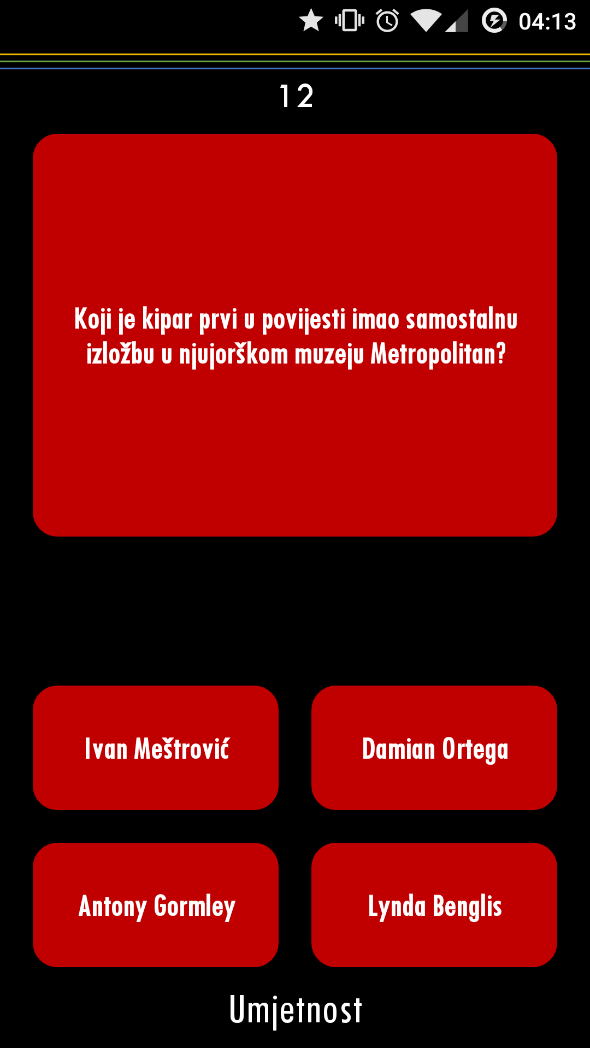 04:13
12
Koji je kipar prvi u povijesti imao samostalnu
izložbu u njujorškom muzeju Metropolitan?
Ivan Meštrović
Damian Ortega
Antony Gormley
Lynda Benglis
Umjetnost